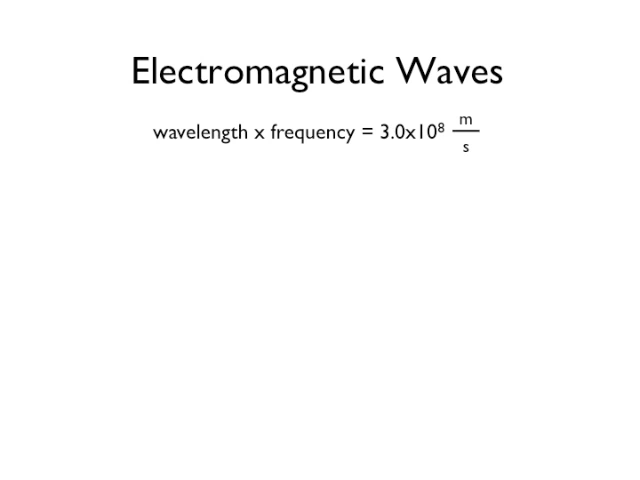 Electromagnetic Waves
wavelength x frequency = 3.0x10⁸ m/s